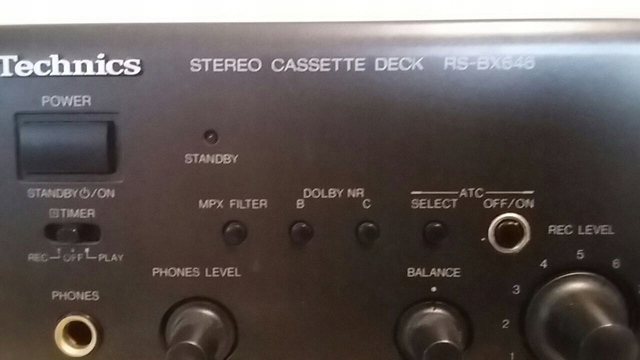 Technics
STEREO CASSETTE DECK RS-BX646
POWER
STANDBY
STANDBY⏻/ON
TIMER
REC OFF PLAY
MPX FILTER
DOLBY NR
B C
ATC
SELECT OFF/ON
REC LEVEL
PHONES LEVEL
BALANCE
PHONES
1 2 3 4 5 6